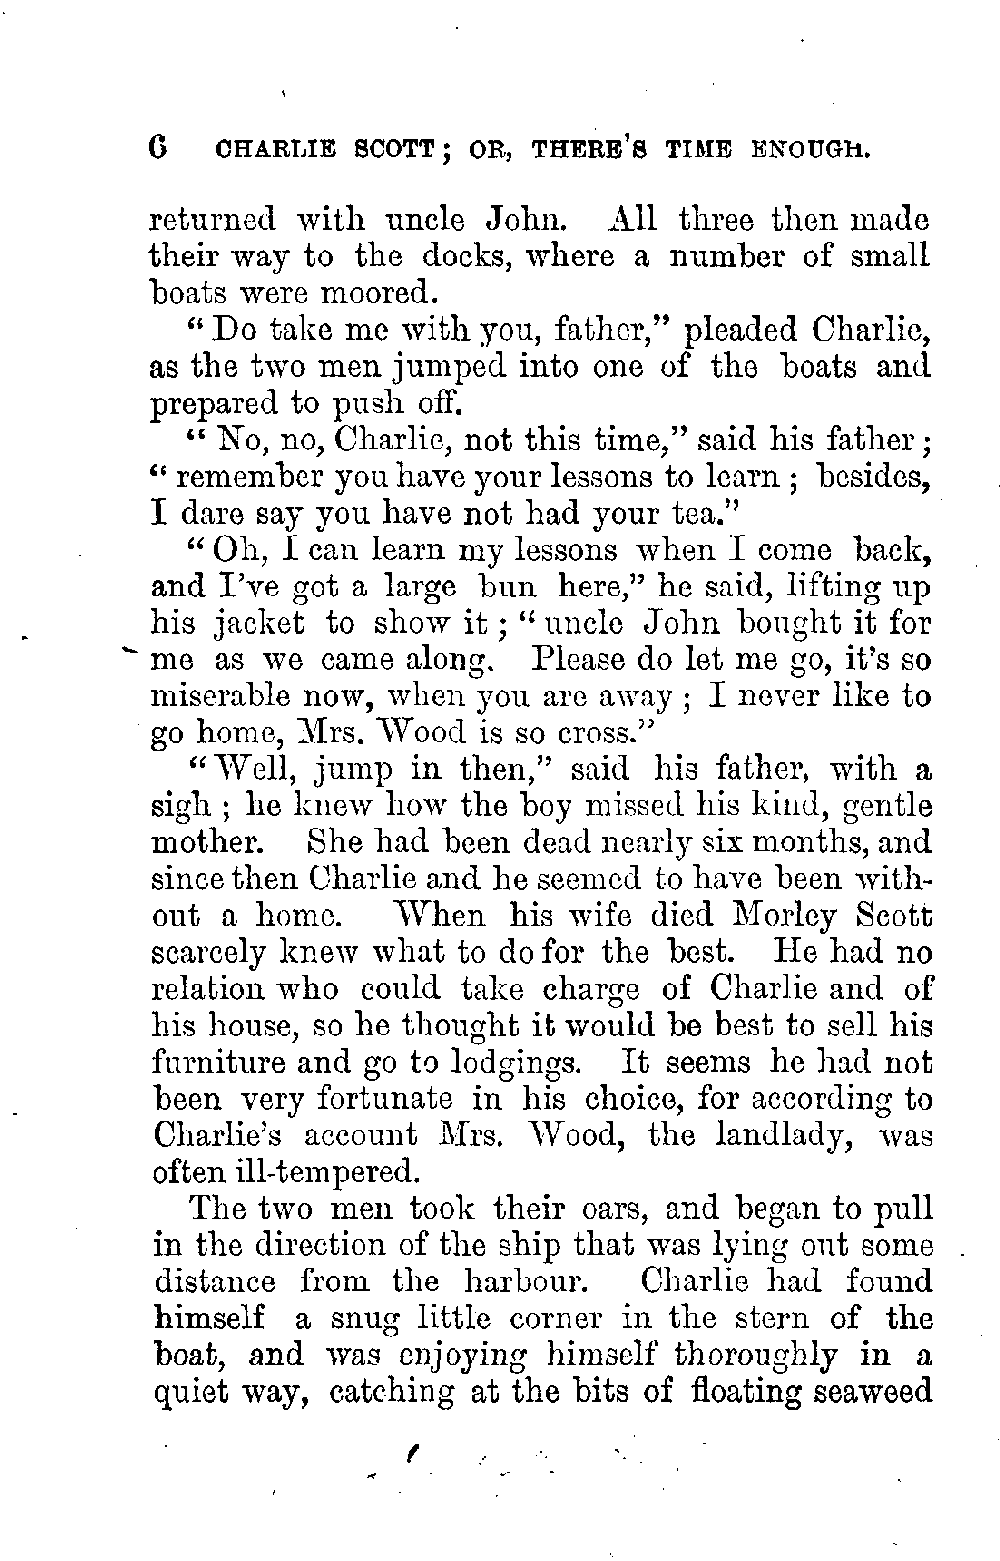 6 CHARLIE SCOTT; OR, THERE'S TIME ENOUGH.
returned with uncle John. All three then made
their way to the docks, where a number of small
boats were moored.
"Do take me with you, father," pleaded Charlie,
as the two men jumped into one of the boats and
prepared to push off.
"No, no, Charlie, not this time," said his father;
"remember you have your lessons to learn; besides,
I dare say you have not had your tea."
"Oh, I can learn my lessons when I come back,
and I've got a large bun here," he said, lifting up
his jacket to show it; "uncle John bought it for
me as we came along. Please do let me go, it's so
miserable now, when you are away; I never like to
go home, Mrs. Wood is so cross."
"Well, jump in then," said his father, with a
sigh; he knew how the boy missed his kind, gentle
mother. She had been dead nearly six months, and
since then Charlie and he seemed to have been with-
out a home. When his wife died Morley Scott
scarcely knew what to do for the best. He had no
relation who could take charge of Charlie and of
his house, so he thought it would be best to sell his
furniture and go to lodgings. It seems he had not
been very fortunate in his choice, for according to
Charlie's account Mrs. Wood, the landlady, was
often ill-tempered.
The two men took their oars, and began to pull
in the direction of the ship that was lying out some
distance from the harbour. Charlie had found
himself a snug little corner in the stern of the
boat, and was enjoying himself thoroughly in a
quiet way, catching at the bits of floating seaweed